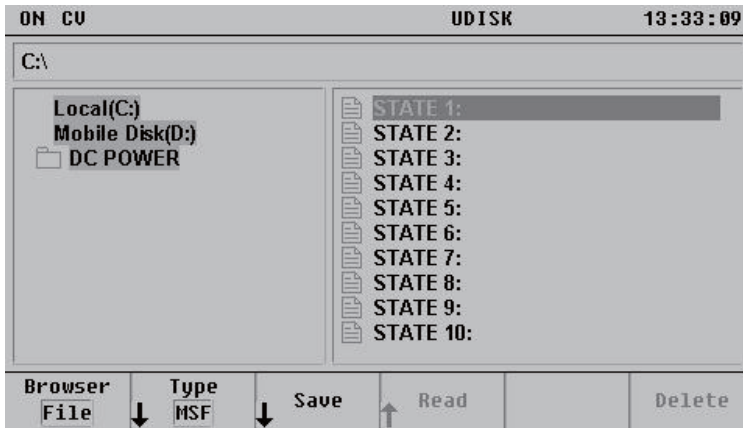 ON CV UDISK 13:33:09
C:\
Local(C:)
Mobile Disk(D:)
DC POWER
STATE 1:
STATE 2:
STATE 3:
STATE 4:
STATE 5:
STATE 6:
STATE 7:
STATE 8:
STATE 9:
STATE 10:
Browser Type Save Read Delete
File MSF